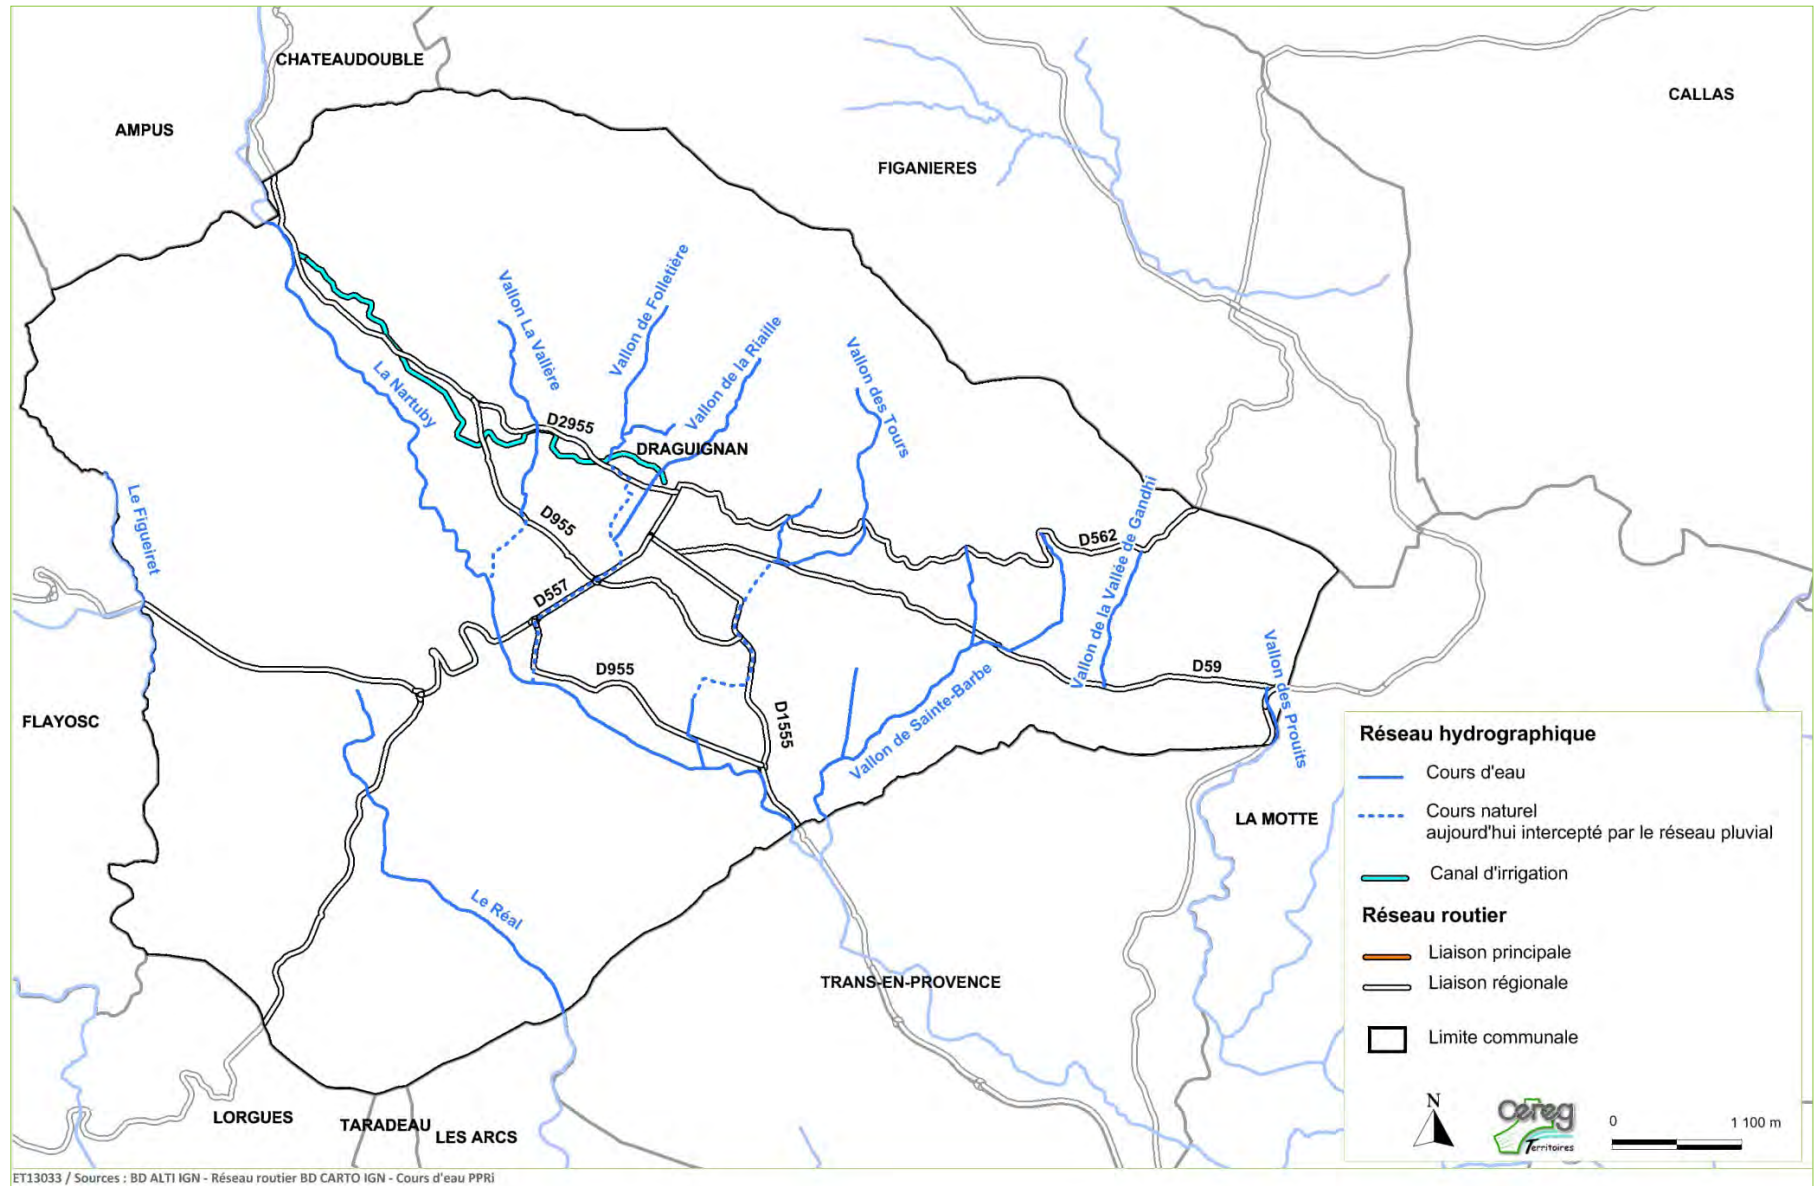 CHATEAUDOUBLE
CALLAS
AMPUS
FIGANIERES
Vallon La Vallère
Vallon de Folletière
Vallon de la Riaille
Vallon des Tours
La Nartuby
D2955
DRAGUIGNAN
Le Figueiret
D955
D562
Vallon de la Vallée de Gandhi
D557
D955
D59
Vallon des Prouits
Vallon de Sainte-Barbe
D1555
FLAYOSC
LA MOTTE
Le Réal
TRANS-EN-PROVENCE
LORGUES
TARADEAU
LES ARCS
Réseau hydrographique
Cours d'eau
Cours naturel
aujourd'hui intercepté par le réseau pluvial
Canal d'irrigation
Réseau routier
Liaison principale
Liaison régionale
Limite communale
N
Cereg
Territoires
0 1 100 m
ET13033 / Sources : BD ALTI IGN - Réseau routier BD CARTO IGN - Cours d'eau PPRi